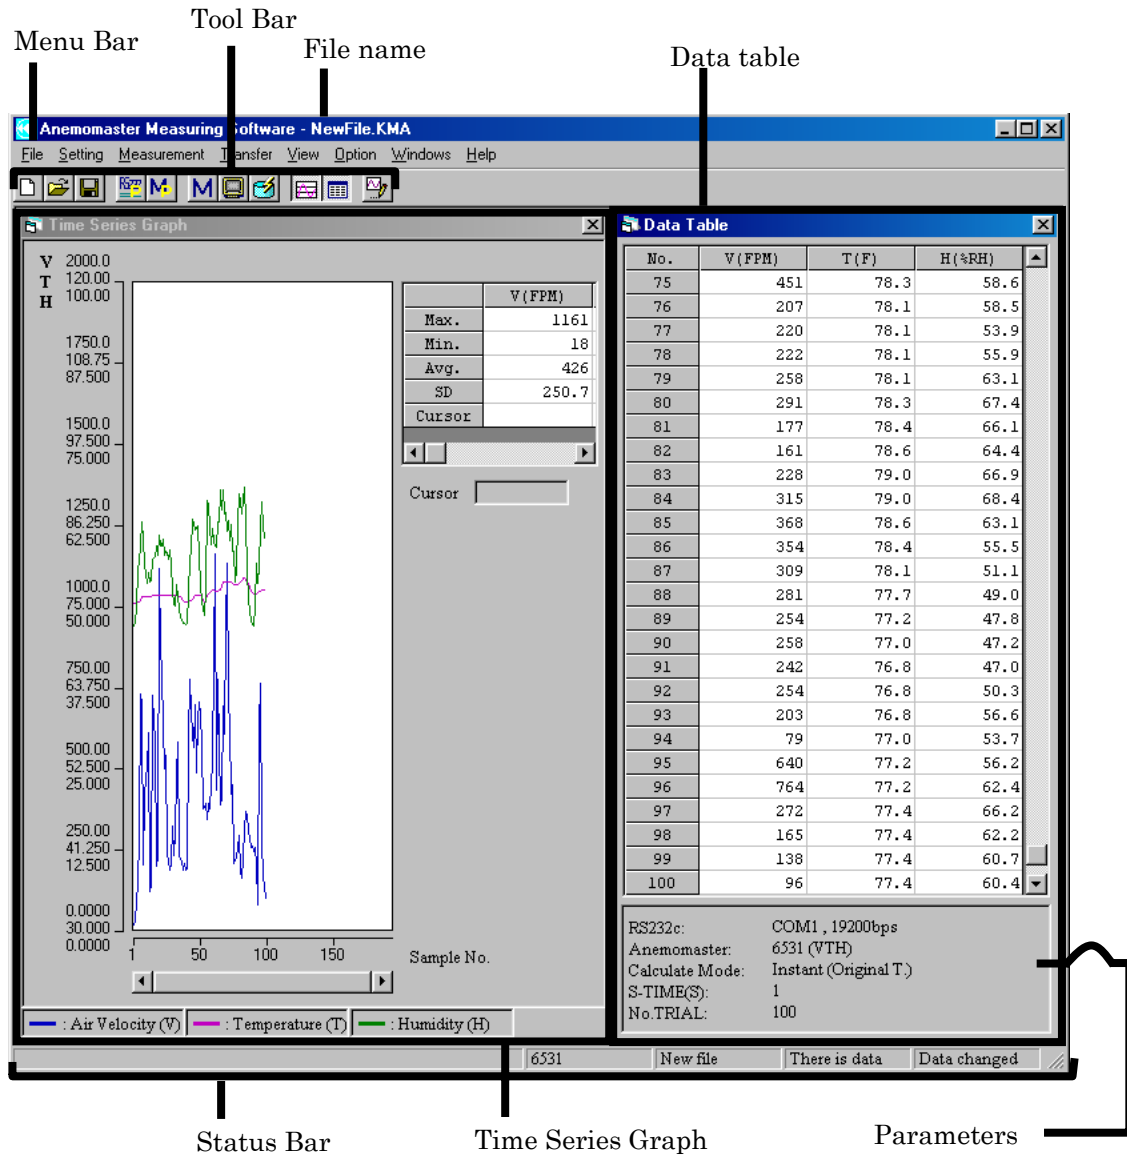 Tool Bar
Menu Bar
File name
Data table
Anemomaster Measuring Software - NewFile.KMA
File Setting Measurement Transfer View Option Windows Help
Time Series Graph
V 2000.0
T 120.00
H 100.00
1750.0
108.75
87.500
1500.0
97.500
75.000
1250.0
86.250
62.500
1000.0
75.000
50.000
750.00
63.750
37.500
500.00
52.500
25.000
250.00
41.250
12.500
0.0000
30.000
0.0000
1 50 100 150
Sample No.
V(FPM)
Max. 1161
Min. 18
Avg. 426
SD 250.7
Cursor
Cursor
: Air Velocity (V) : Temperature (T) : Humidity (H)
Data Table
No. V(FPM) T(F) H(%RH)
75 451 78.3 58.6
76 207 78.1 58.5
77 220 78.1 53.9
78 222 78.1 55.9
79 258 78.1 63.1
80 291 78.3 67.4
81 177 78.4 66.1
82 161 78.6 64.4
83 228 79.0 66.9
84 315 79.0 68.4
85 368 78.6 63.1
86 354 78.4 55.5
87 309 78.1 51.1
88 281 77.7 49.0
89 254 77.2 47.8
90 258 77.0 47.2
91 242 76.8 47.0
92 254 76.8 50.3
93 203 76.8 56.6
94 79 77.0 53.7
95 640 77.2 56.2
96 764 77.2 62.4
97 272 77.4 66.2
98 165 77.4 62.2
99 138 77.4 60.7
100 96 77.4 60.4
RS232c: COM1 , 19200bps
Anemomaster: 6531 (VTH)
Calculate Mode: Instant (Original T.)
S-TIME(S): 1
No.TRIAL: 100
6531 New file There is data Data changed
Status Bar
Time Series Graph
Parameters